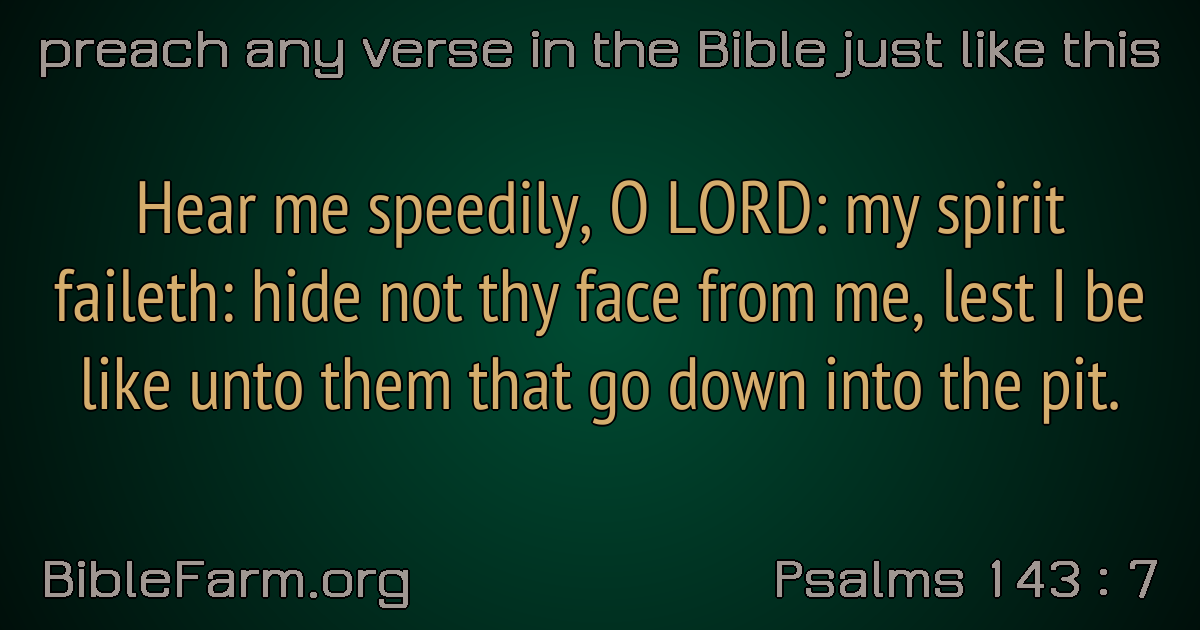 preach any verse in the Bible just like this
Hear me speedily, O LORD: my spirit
faileth: hide not thy face from me, lest I be
like unto them that go down into the pit.
BibleFarm.org
Psalms 143 : 7